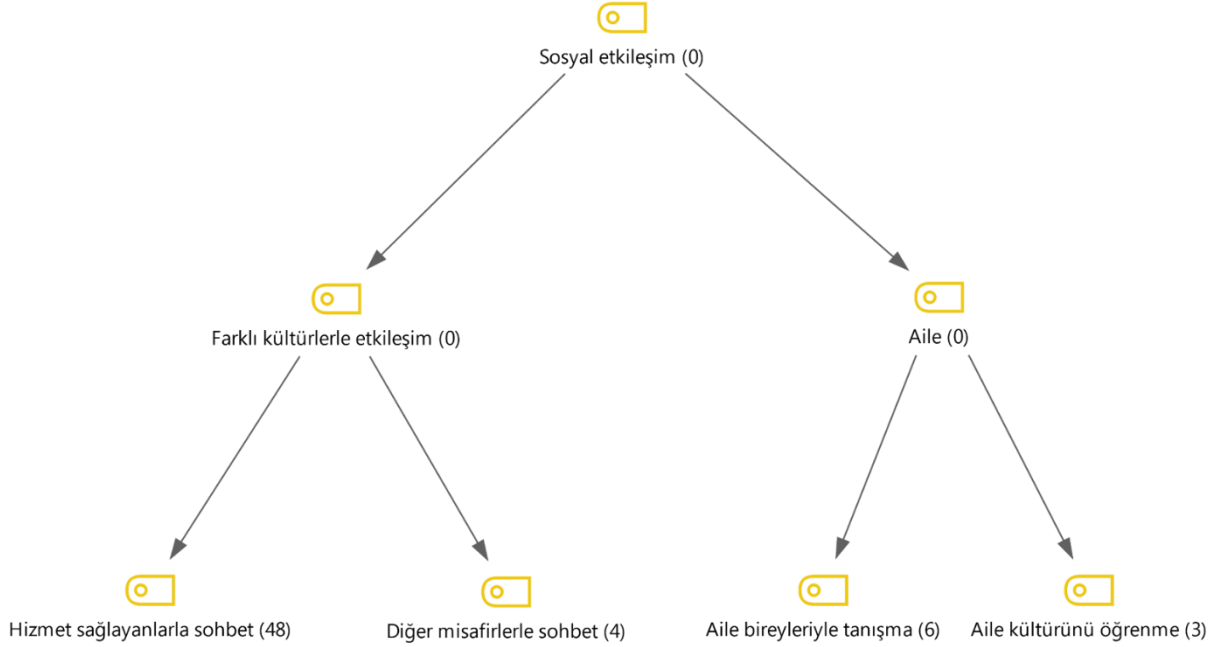 Sosyal etkileşim (0)
Farklı kültürlerle etkileşim (0)
Aile (0)
Hizmet sağlayanlarla sohbet (48)
Diğer misafirlerle sohbet (4)
Aile bireyleriyle tanışma (6)
Aile kültürünü öğrenme (3)